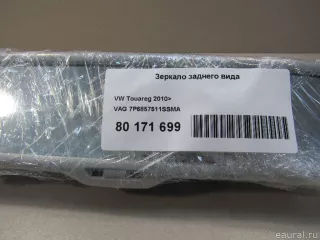 Зеркало заднего вида
VW Touareg 2010>
VAG 7P6857511SSMA
80 171 699
eaural.ru